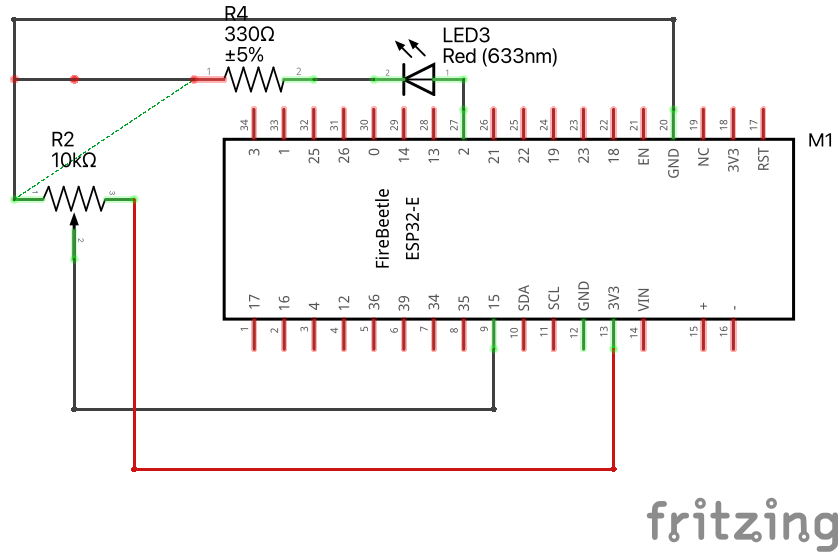 R4
330Ω
±5%
1
2
LED3
Red (633nm)
2
1
34 33 32 31 30 29 28 27 26 25 24 23 22 21 20 19 18 17
3 1 25 26 0 14 13 2 21 22 19 23 18 EN GND NC 3V3 RST
M1
R2
10kΩ
1
3
2
FireBeetle
ESP32-E
17 16 4 12 36 39 34 35 15 SDA SCL GND 3V3 VIN + -
1 2 3 4 5 6 7 8 9 10 11 12 13 14 15 16
fritzing